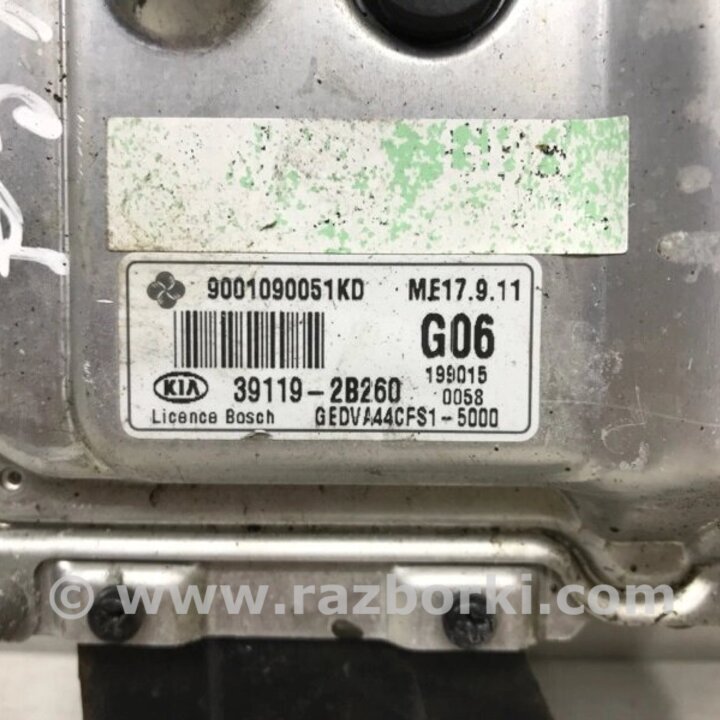 9001090051KD ME17.9.11
G06
KIA 39119-2B260 199015
0058
Licence Bosch GEDVA44CFS1-5000
© www.razborki.com